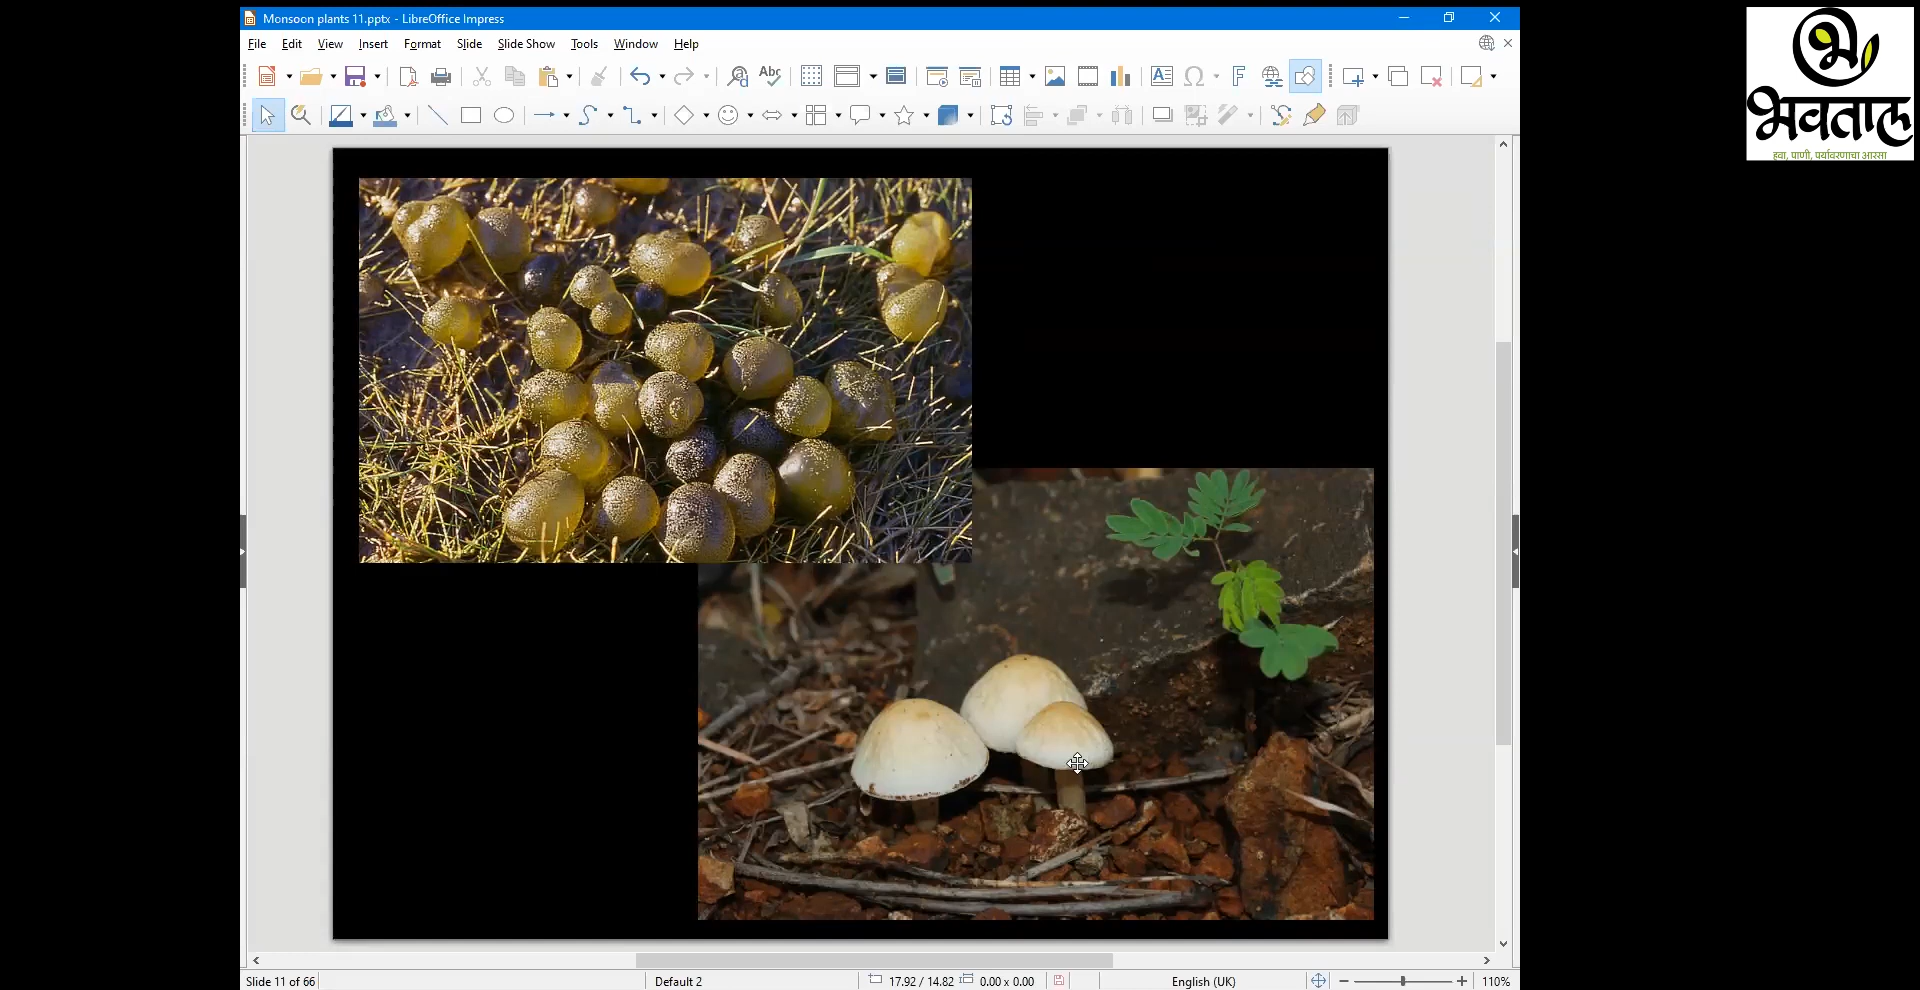 Monsoon plants 11.pptx - LibreOffice Impress
File Edit View Insert Format Slide Slide Show Tools Window Help
Abc
भवताल
हवा, पाणी, पर्यावरणाचा आरसा
Slide 11 of 66
Default 2
17.92 / 14.82
0.00 x 0.00
English (UK)
110%